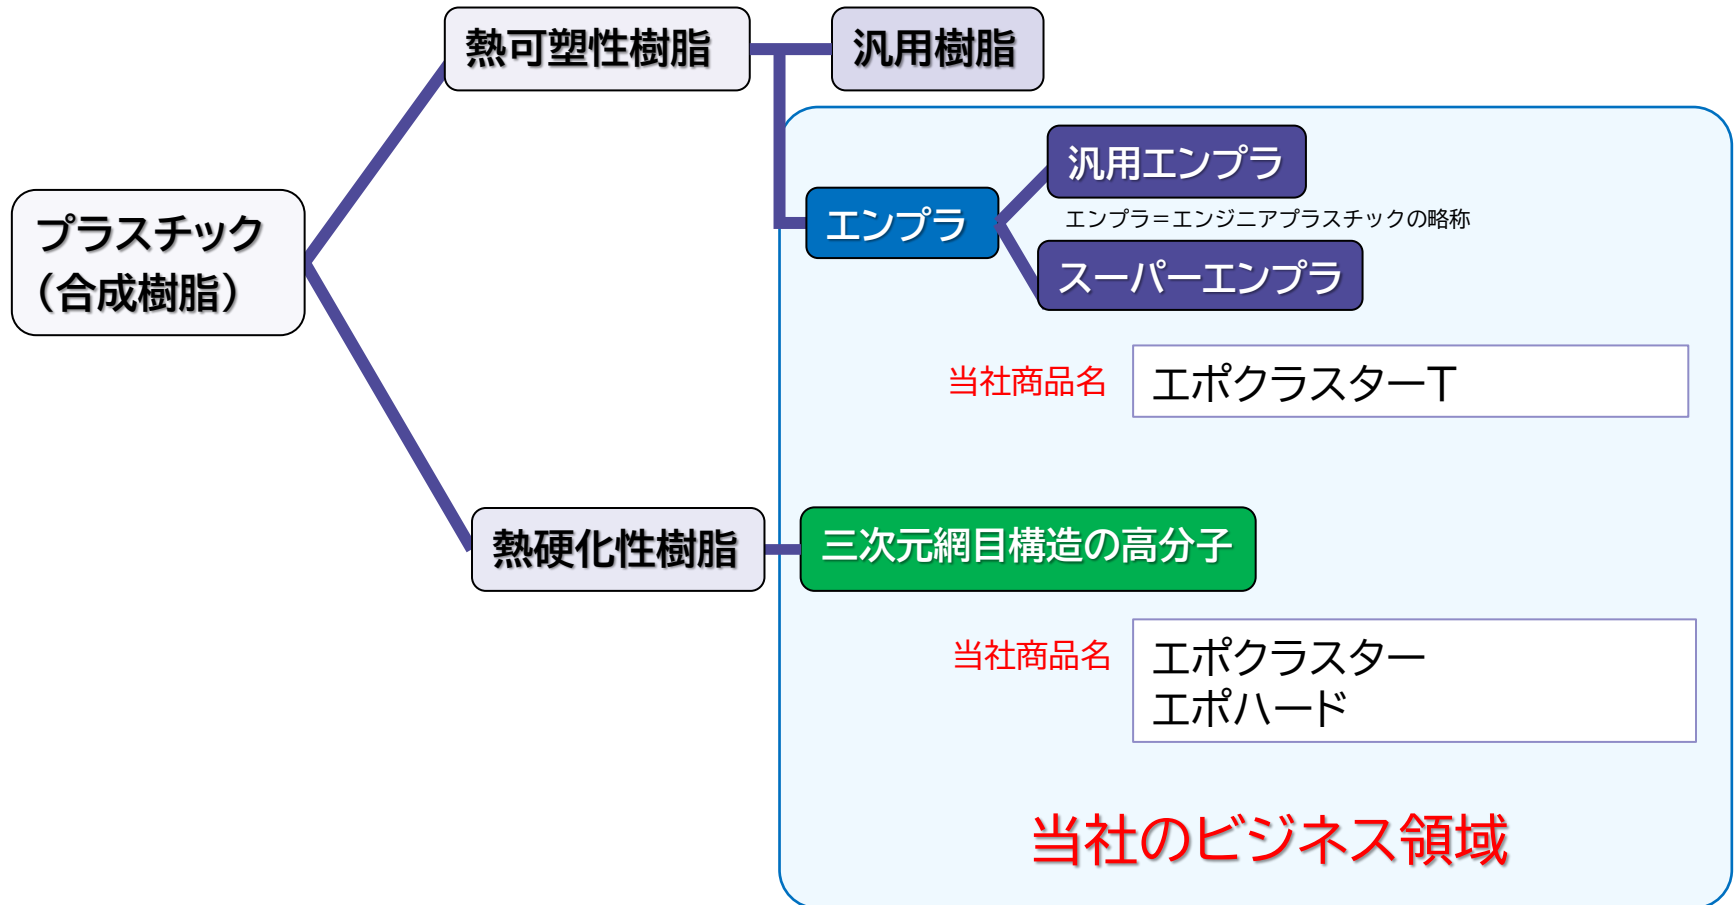 熱可塑性樹脂
汎用樹脂
汎用エンプラ
エンプラ
エンプラ＝エンジニアプラスチックの略称
スーパーエンプラ
プラスチック
（合成樹脂）
当社商品名
エポクラスターT
熱硬化性樹脂
三次元網目構造の高分子
当社商品名
エポクラスター
エポハード
当社のビジネス領域